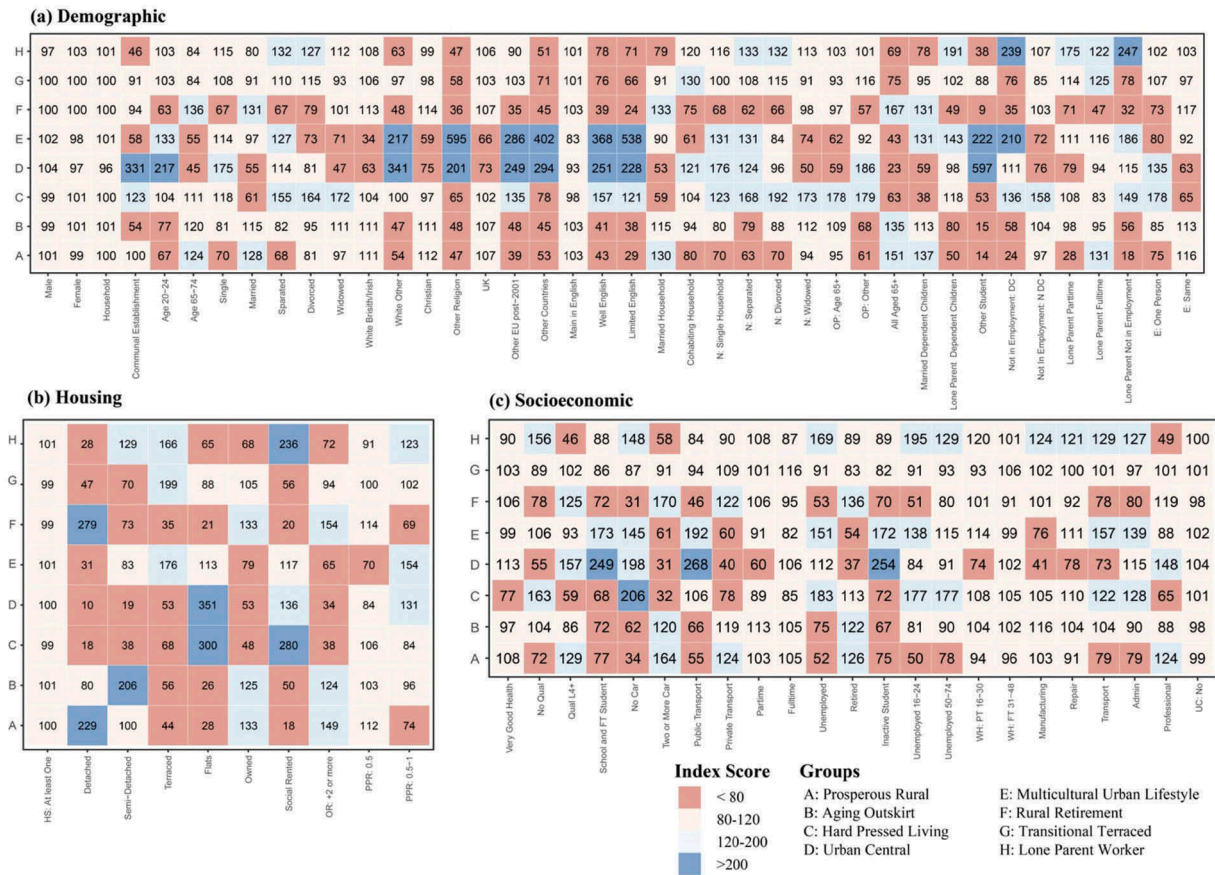 (a) Demographic
H 97 103 101 46 103 84 115 80 132 127 112 108 63 99 47 106 90 51 101 78 71 79 120 116 133 132 113 103 101 69 78 191 38 239 107 175 122 247 102 103
G 100 100 100 91 103 84 108 91 110 115 93 106 97 98 58 103 103 71 101 76 66 91 130 100 108 115 91 93 116 75 95 102 88 76 85 114 125 78 107 97
F 100 100 100 94 63 136 67 131 67 79 101 113 48 114 36 107 35 45 103 39 24 133 75 68 62 66 98 97 57 167 131 49 9 35 103 71 47 32 73 117
E 102 98 101 58 133 55 114 97 127 73 71 34 217 59 595 66 286 402 83 368 538 90 61 131 131 84 74 62 92 43 131 143 222 210 72 111 116 186 80 92
D 104 97 96 331 217 45 175 55 114 81 47 63 341 75 201 73 249 294 93 251 228 53 121 176 124 96 50 59 186 23 59 98 597 111 76 79 94 115 135 63
C 99 101 100 123 104 111 118 61 155 164 172 104 100 97 65 102 135 78 98 157 121 59 104 123 168 192 173 178 179 63 38 118 53 136 158 108 83 149 178 65
B 99 101 101 54 77 120 81 115 82 95 111 111 47 111 48 107 48 45 101 41 38 115 94 80 79 88 112 109 68 135 113 80 15 58 104 98 95 56 85 113
A 101 99 100 100 67 124 70 128 68 81 97 111 54 112 47 107 39 53 101 43 29 130 80 70 63 70 94 95 61 151 137 50 14 24 97 28 131 18 75 116
Male
Female
Household
Communal Establishment
Age 20−24
Age 65−74
Single
Married
Sparated
Divorced
Widowed
White Bristh/Irish
White Other
Christian
Other Religion
UK
Other EU post−2001
Other Countries
Main in English
Well English
Limited English
Married Household
Cohabiting Household
N: Single Household
N: Separated
N: Divorced
N: Widowed
OP: Age 65+
OP: Other
All Aged 65+
Married Dependent Children
Lone Parent Dependent Children
Other Student
Not in Employment: DC
Not In Employment: N DC
Lone Parent Parttime
Lone Parent Fulltime
Lone Parent Not in Employment
E: One Person
E: Same
(b) Housing
H 101 28 129 166 65 68 236 72 91 123
G 99 47 70 199 88 105 56 94 100 102
F 99 279 73 35 21 133 20 154 114 69
E 101 31 83 176 113 79 117 65 70 154
D 100 10 19 53 351 53 136 34 84 131
C 99 18 38 68 300 48 280 38 106 84
B 101 80 206 56 26 125 50 124 103 96
A 100 229 100 44 28 133 18 149 112 74
HS: At least One
Detached
Semi−Detached
Terraced
Flats
Owned
Social Rented
OR: +2 or more
PPR: 0.5
PPR: 0.5−1
(c) Socioeconomic
H 90 156 46 88 148 58 84 90 108 87 169 89 89 195 129 120 101 124 121 129 127 49 100
G 103 89 102 86 87 91 94 109 101 116 91 83 82 91 93 93 106 102 100 101 97 101 101
F 106 78 125 72 31 170 46 122 106 95 53 136 70 51 80 101 91 101 92 78 80 119 98
E 99 106 93 173 145 61 192 60 91 82 151 54 172 138 115 114 99 76 111 157 139 88 102
D 113 55 157 249 198 31 268 40 60 106 112 37 254 84 91 74 102 41 78 73 115 148 104
C 77 163 59 68 206 32 106 78 89 85 183 113 72 177 177 108 105 105 110 122 128 65 101
B 97 104 86 72 62 120 66 119 113 105 75 122 67 81 90 104 102 116 104 104 90 88 98
A 108 72 129 77 34 164 55 124 103 105 52 126 75 50 78 94 96 103 91 79 79 124 99
Very Good Health
No Qual
Qual L4+
School and FT Student
No Car
Two or More Car
Public Transport
Private Transport
Partime
Fulltime
Unemployed
Retired
Inactive Student
Unemployed 16−24
Unemployed 50−74
WH: PT 16−30
WH: FT 31−48
Manufacturing
Repair
Transport
Admin
Professional
UC: No
Index Score
< 80
80-120
120-200
>200
Groups
A: Prosperous Rural
B: Aging Outskirt
C: Hard Pressed Living
D: Urban Central
E: Multicultural Urban Lifestyle
F: Rural Retirement
G: Transitional Terraced
H: Lone Parent Worker